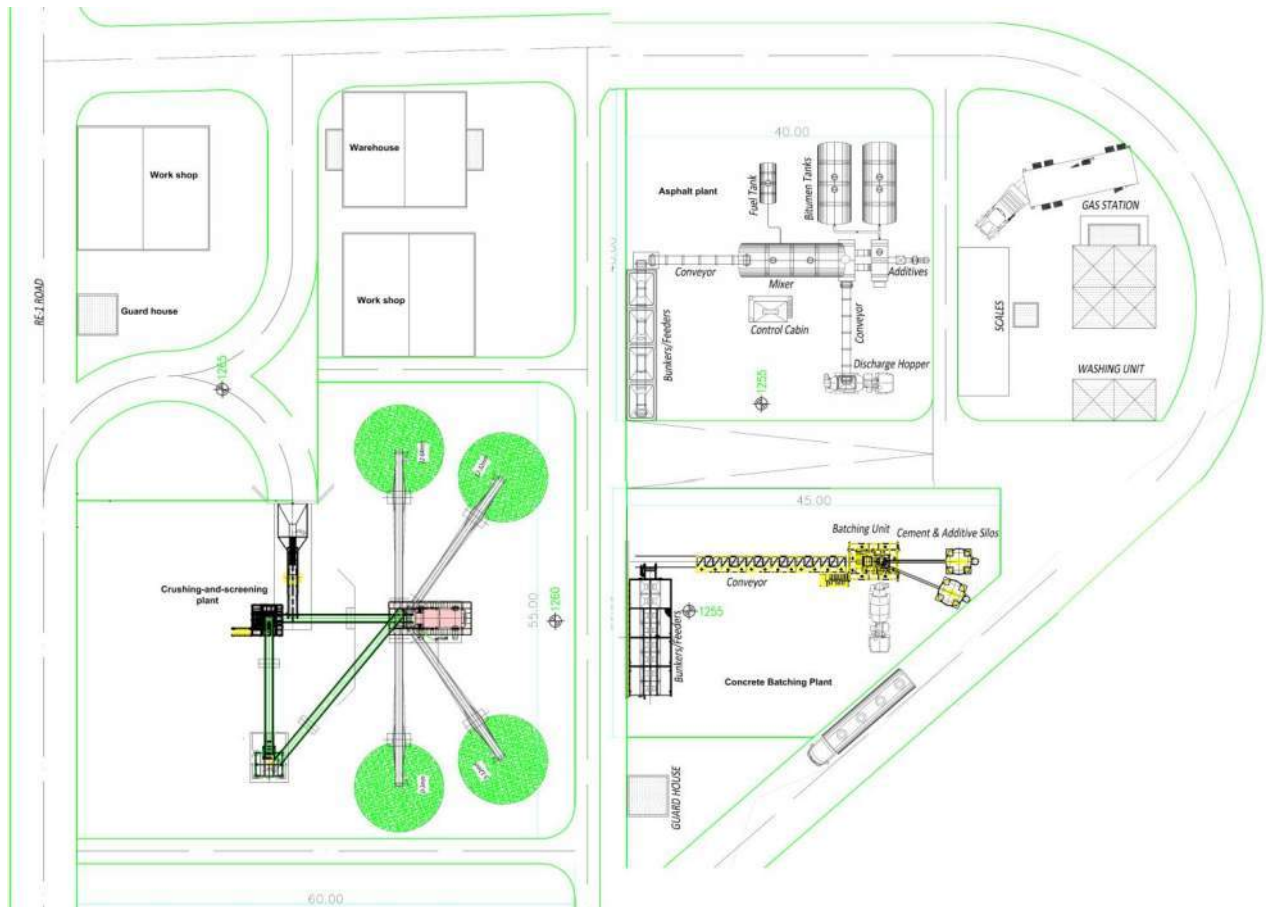 Work shop
Warehouse
Work shop
Guard house
RE-1 ROAD
1265
40.00
Asphalt plant
Fuel Tank
Bitumen Tanks
GAS STATION
Conveyor
Mixer
Additives
Control Cabin
Conveyor
Bunkers/Feeders
Discharge Hopper
1255
SCALES
WASHING UNIT
Crushing-and-screening
plant
55.00
1260
60.00
45.00
Batching Unit
Cement & Additive Silos
Conveyor
1255
Bunkers/Feeders
Concrete Batching Plant
GUARD HOUSE